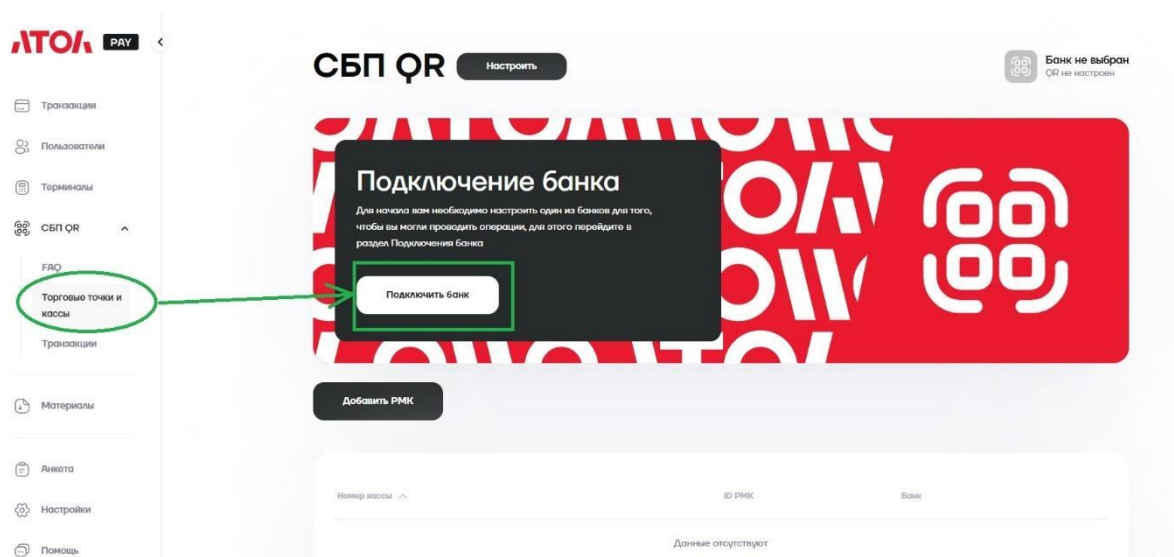 АТОЛ PAY
Транзакции
Пользователи
Терминалы
СБП QR
FAQ
Торговые точки и
кассы
Транзакции
Материалы
Анкета
Настройки
Помощь
СБП QR
Настроить
Банк не выбран
QR не настроен
Подключение банка
Для начала вам необходимо настроить один из банков для того,
чтобы вы могли проводить операции, для этого перейдите в
раздел Подключения банка
Подключить банк
Добавить РМК
Номер кассы
ID РМК
Банк
Данные отсутствуют